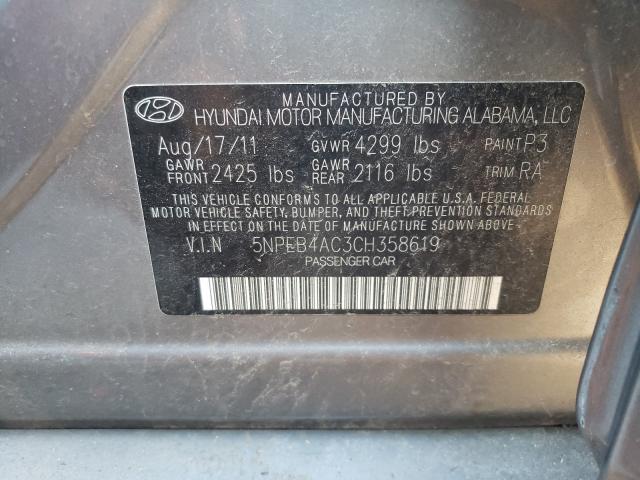 MANUFACTURED BY
HYUNDAI MOTOR MANUFACTURING ALABAMA, LLC
Aug/17/11 GVWR 4299 lbs PAINT P3
GAWR FRONT 2425 lbs GAWR REAR 2116 lbs TRIM RA
THIS VEHICLE CONFORMS TO ALL APPLICABLE U.S.A. FEDERAL
MOTOR VEHICLE SAFETY, BUMPER, AND THEFT PREVENTION
STANDARDS IN EFFECT ON THE DATE OF MANUFACTURE SHOWN ABOVE.
V.I.N 5NPEB4AC3CH358619
PASSENGER CAR